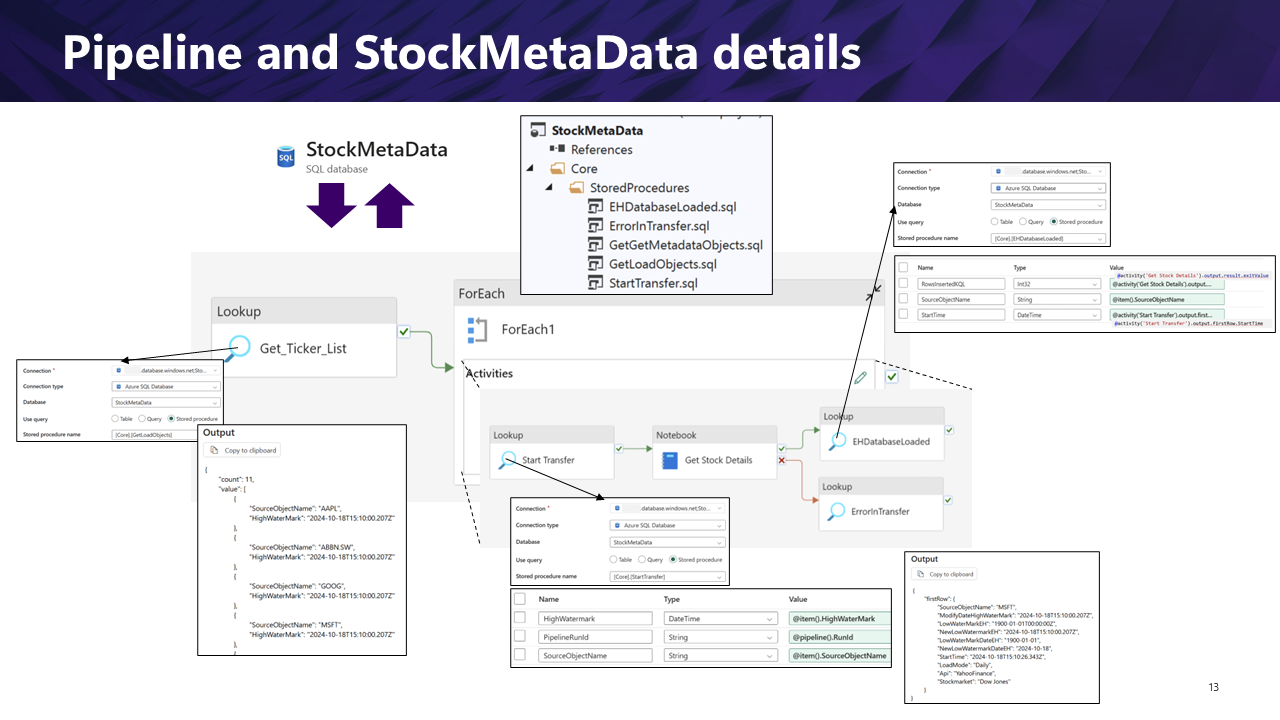 Pipeline and StockMetaData details
StockMetaData
SQL database
SQL
StockMetaData
References
Core
StoredProcedures
EHDatabaseLoaded.sql
ErrorInTransfer.sql
GetGetMetadataObjects.sql
GetLoadObjects.sql
StartTransfer.sql
Connection *
.database.windows.net;Sto...
Connection type
Azure SQL Database
Database
StockMetaData
Use query
Table Query Stored procedure
Stored procedure name
[Core].[EHDatabaseLoaded]
Name Type Value
@activity('Get Stock Details').output.result.exitValue
RowsInsertedKQL Int32 @activity('Get Stock Details').output....
SourceObjectName String @item().SourceObjectName
StartTime DateTime @activity('Start Transfer').output.first...
@activity('Start Transfer').output.firstRow.StartTime
Lookup
Get_Ticker_List
ForEach
ForEach1
Activities
Connection *
.database.windows.net;Sto...
Connection type
Azure SQL Database
Database
StockMetaData
Use query
Table Query Stored procedure
Stored procedure name
[Core].[GetLoadObjects]
Output
Copy to clipboard
{
"count": 11,
"value": [
{
"SourceObjectName": "AAPL",
"HighWaterMark": "2024-10-18T15:10:00.207Z"
},
{
"SourceObjectName": "ABBN.SW",
"HighWaterMark": "2024-10-18T15:10:00.207Z"
},
{
"SourceObjectName": "GOOG",
"HighWaterMark": "2024-10-18T15:10:00.207Z"
},
{
"SourceObjectName": "MSFT",
"HighWaterMark": "2024-10-18T15:10:00.207Z"
},
{
Lookup
Start Transfer
Notebook
Get Stock Details
Lookup
EHDatabaseLoaded
Lookup
ErrorInTransfer
Connection *
.database.windows.net;Sto...
Connection type
Azure SQL Database
Database
StockMetaData
Use query
Table Query Stored procedure
Stored procedure name
[Core].[StartTransfer]
Name Type Value
HighWatermark DateTime @item().HighWaterMark
PipelineRunId String @pipeline().RunId
SourceObjectName String @item().SourceObjectName
Output
Copy to clipboard
{
"firstRow": {
"SourceObjectName": "MSFT",
"ModifyDateHighWaterMark": "2024-10-18T15:10:00.207Z",
"LowWaterMarkEH": "1900-01-01T00:00:00Z",
"NewLowWatermarkEH": "2024-10-18T15:10:00.207Z",
"LowWaterMarkDateEH": "1900-01-01",
"NewLowWatermarkDateEH": "2024-10-18",
"StartTime": "2024-10-18T15:10:26.343Z",
"LoadMode": "Daily",
"Api": "YahooFinance",
"Stockmarket": "Dow Jones"
}
}
13